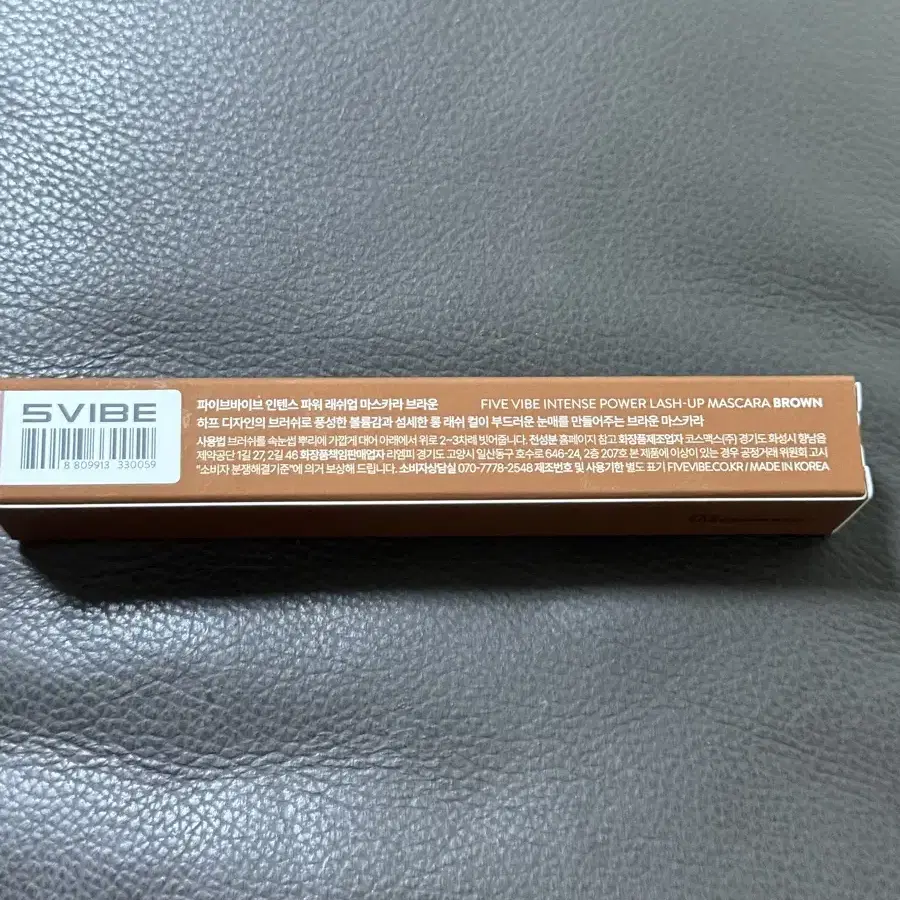 5VIBE
8 809913 330059
파이브바이브 인텐스 파워 래쉬업 마스카라 브라운 FIVE VIBE INTENSE POWER LASH-UP MASCARA BROWN
하프 디자인의 브러쉬로 풍성한 볼륨감과 섬세한 롱 래쉬 컬이 부드러운 눈매를 만들어주는 브라운 마스카라
사용법 브러쉬를 속눈썹 뿌리에 가깝게 대어 아래에서 위로 2~3차례 빗어줍니다. 전성분 홈페이지 참고 화장품제조업자 코스맥스(주) 경기도 화성시 향남읍
제약공단 1길 27, 2길 46 화장품책임판매업자 리엠피 경기도 고양시 일산동구 호수로 646-24, 2층 207호 본 제품에 이상이 있는 경우 공정거래 위원회 고시
"소비자 분쟁해결기준"에 의거 보상해 드립니다. 소비자상담실 070-7778-2548 제조번호 및 사용기한 별도 표기 FIVEVIBE.CO.KR / MADE IN KOREA